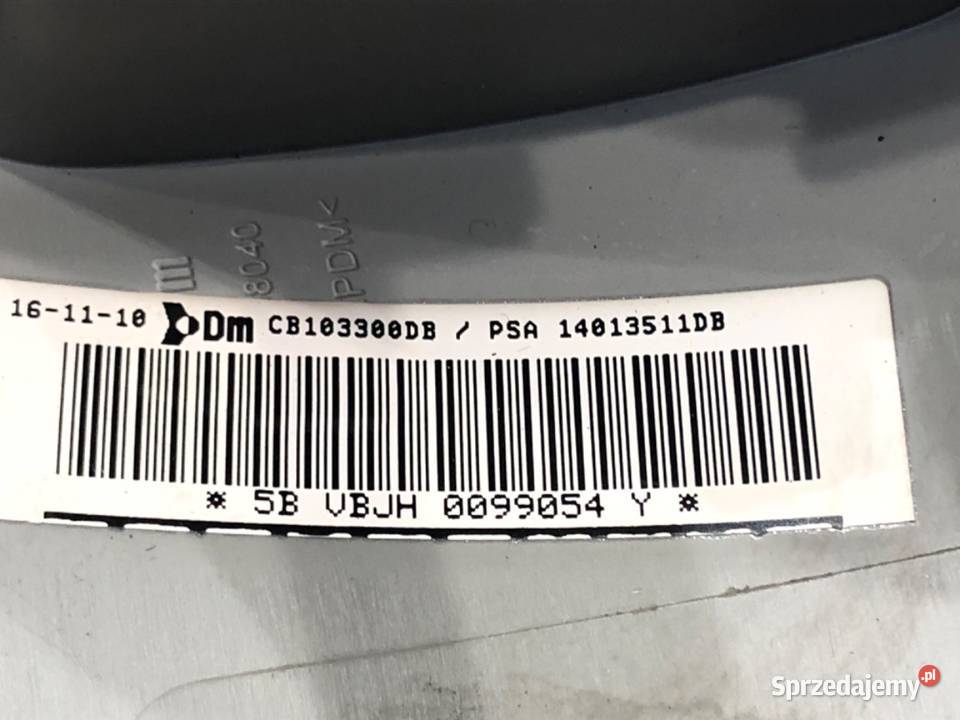 8040
PDM<
16-11-10 Dm CB103300DB / PSA 14013511DB
* 5B VBJH 0099054 Y *
Sprzedajemy.pl